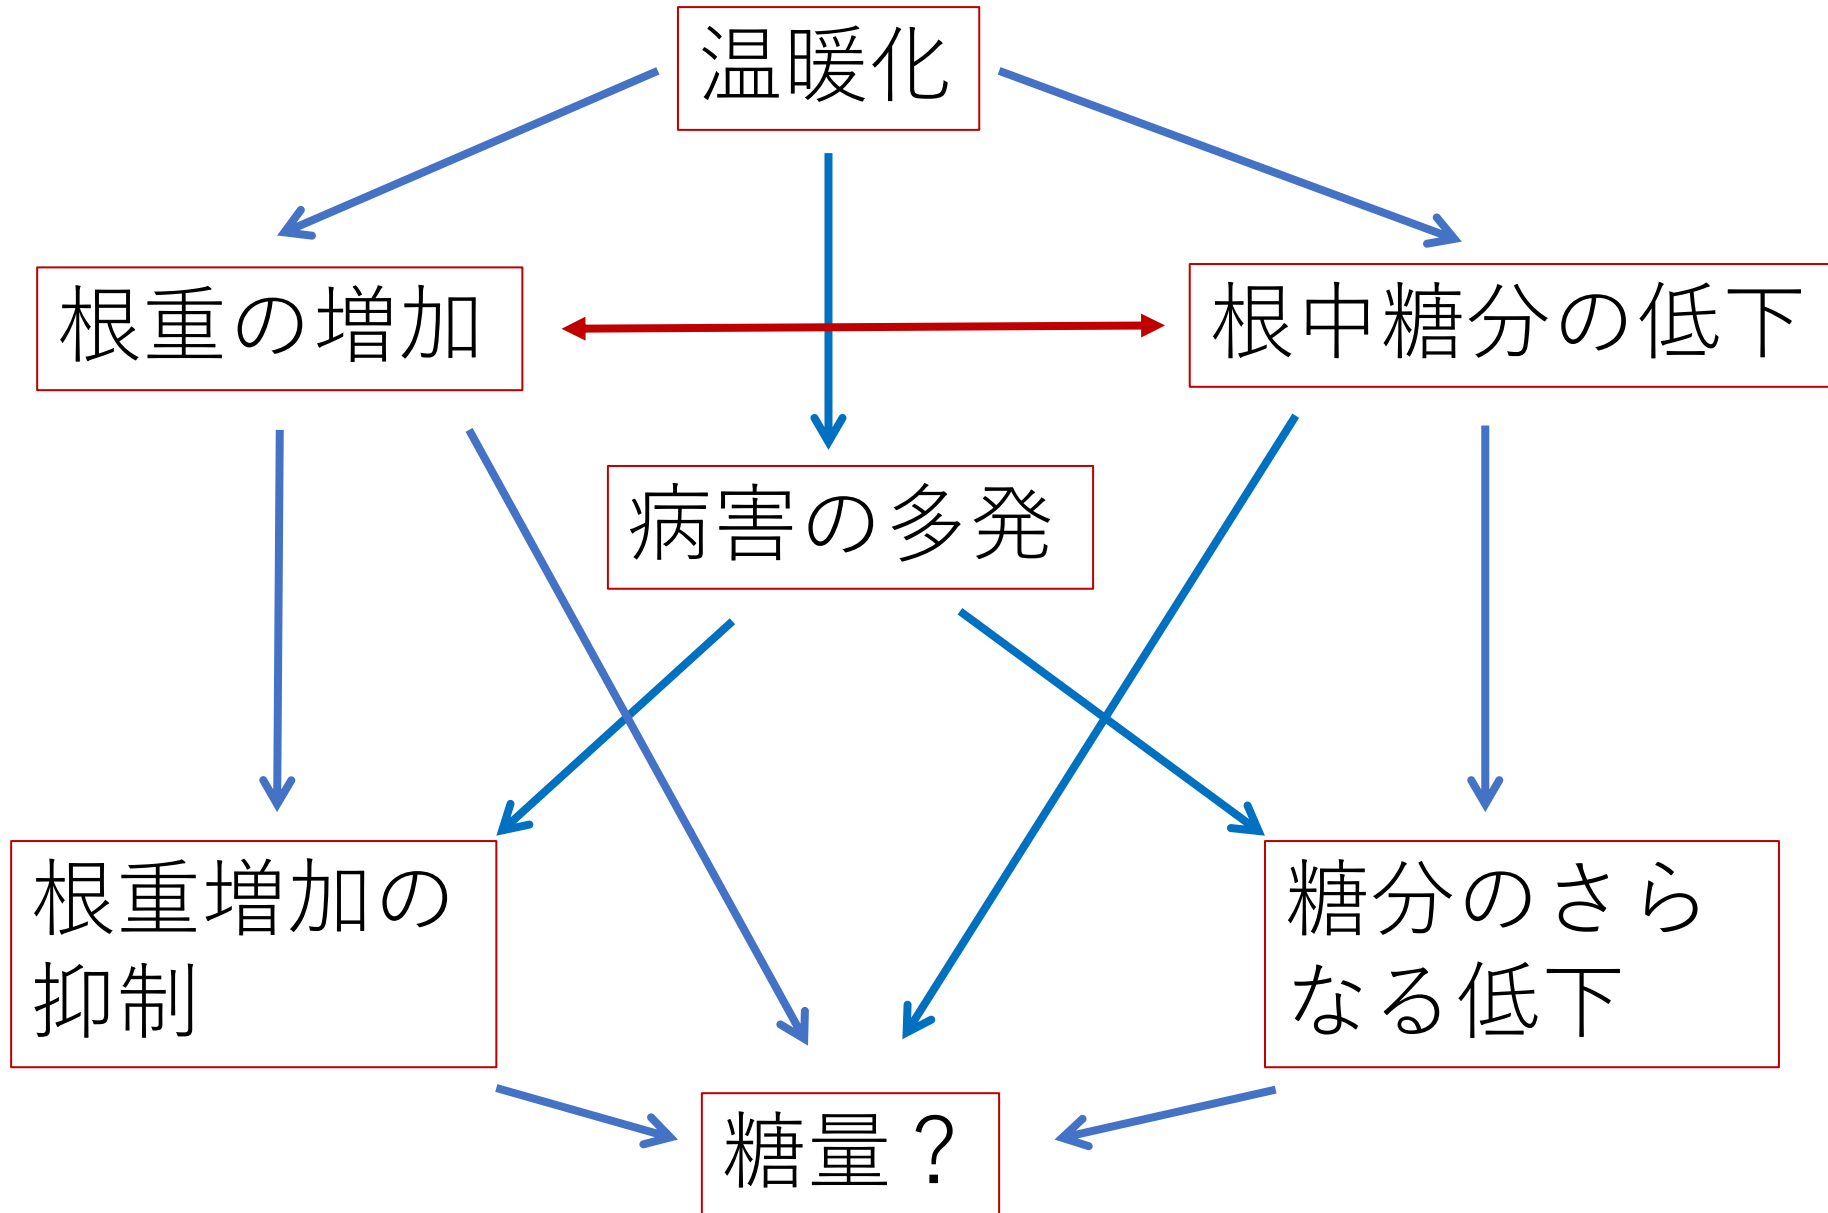 温暖化
根重の増加
根中糖分の低下
病害の多発
根重増加の
抑制
糖分のさら
なる低下
糖量？